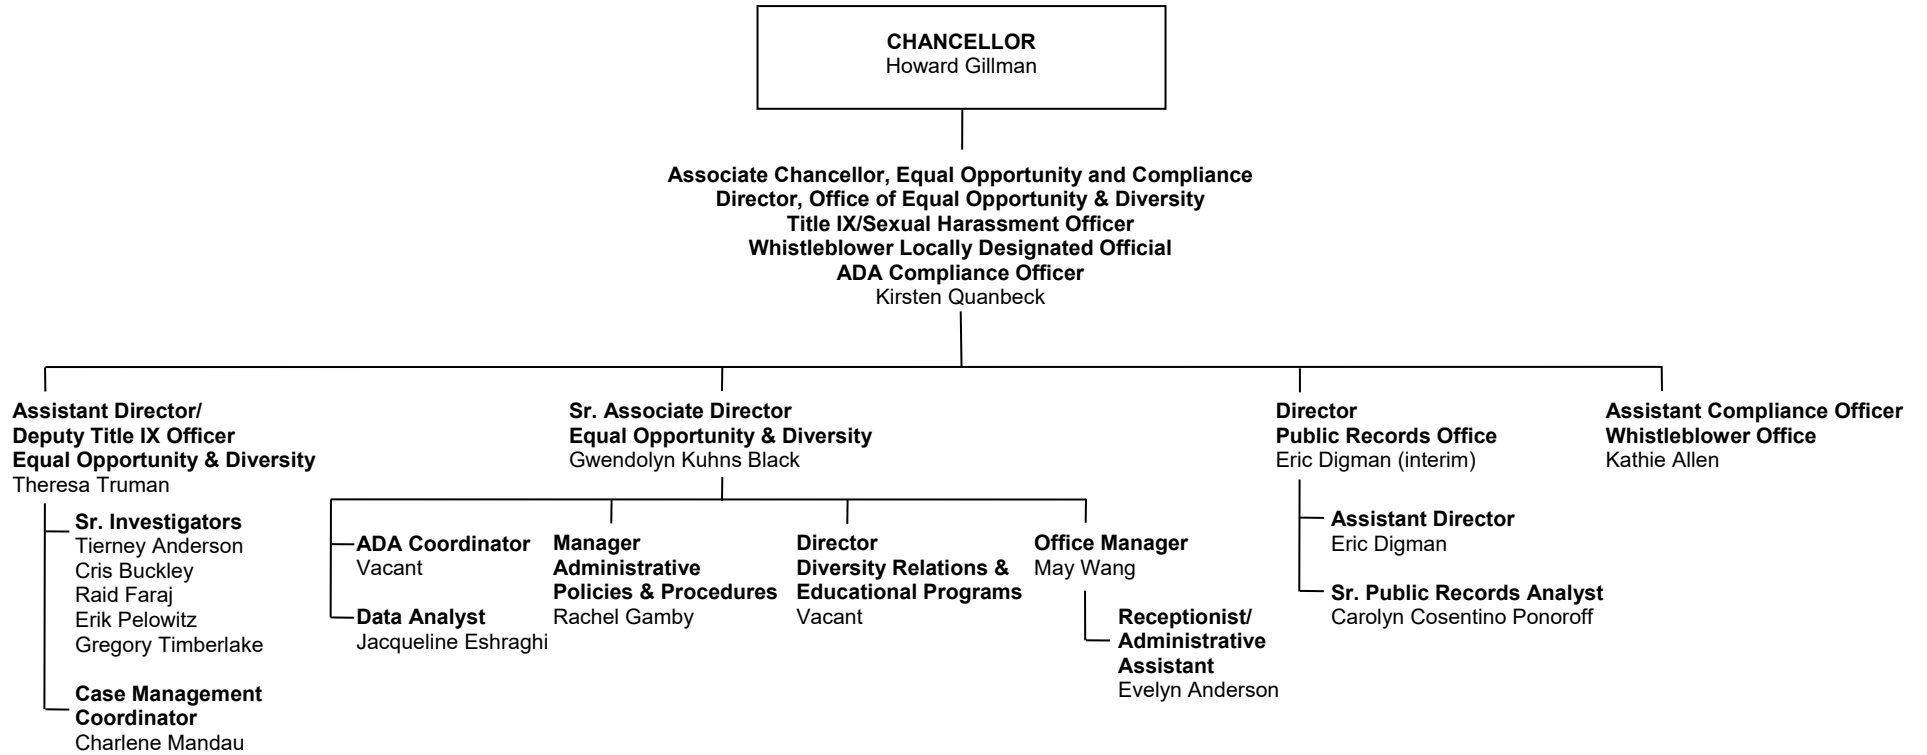 CHANCELLOR
Howard Gillman
Associate Chancellor, Equal Opportunity and Compliance
Director, Office of Equal Opportunity & Diversity
Title IX/Sexual Harassment Officer
Whistleblower Locally Designated Official
ADA Compliance Officer
Kirsten Quanbeck
Assistant Director/
Deputy Title IX Officer
Equal Opportunity & Diversity
Theresa Truman
Sr. Investigators
Tierney Anderson
Cris Buckley
Raid Faraj
Erik Pelowitz
Gregory Timberlake
Case Management
Coordinator
Charlene Mandau
Sr. Associate Director
Equal Opportunity & Diversity
Gwendolyn Kuhns Black
ADA Coordinator
Vacant
Data Analyst
Jacqueline Eshraghi
Manager
Administrative
Policies & Procedures
Rachel Gamby
Director
Diversity Relations &
Educational Programs
Vacant
Office Manager
May Wang
Receptionist/
Administrative
Assistant
Evelyn Anderson
Director
Public Records Office
Eric Digman (interim)
Assistant Director
Eric Digman
Sr. Public Records Analyst
Carolyn Cosentino Ponoroff
Assistant Compliance Officer
Whistleblower Office
Kathie Allen